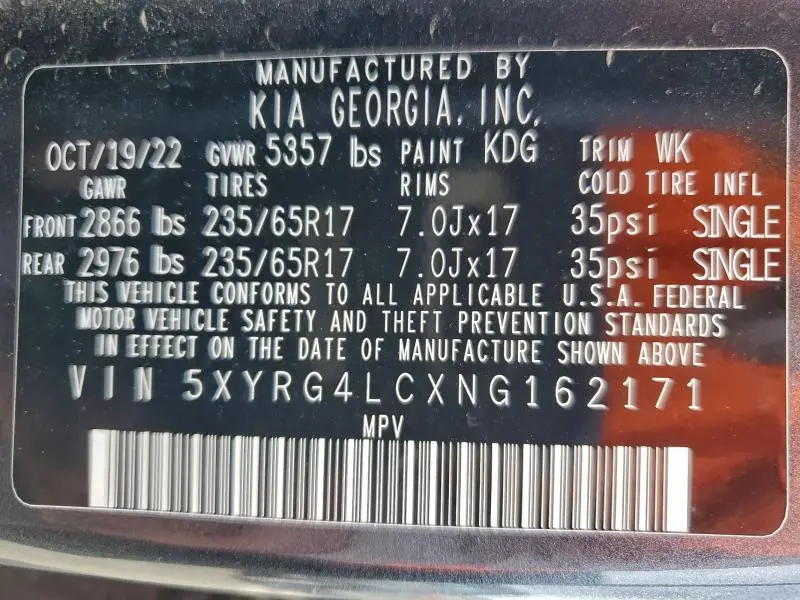 MANUFACTURED BY
KIA GEORGIA, INC.
OCT/19/22 GVWR 5357 lbs PAINT KDG TRIM WK
GAWR TIRES RIMS COLD TIRE INFL
FRONT 2866 lbs 235/65R17 7.0Jx17 35psi SINGLE
REAR 2976 lbs 235/65R17 7.0Jx17 35psi SINGLE
THIS VEHICLE CONFORMS TO ALL APPLICABLE U.S.A. FEDERAL
MOTOR VEHICLE SAFETY AND THEFT PREVENTION STANDARDS
IN EFFECT ON THE DATE OF MANUFACTURE SHOWN ABOVE
VIN 5XYRG4LCXNG162171
MPV